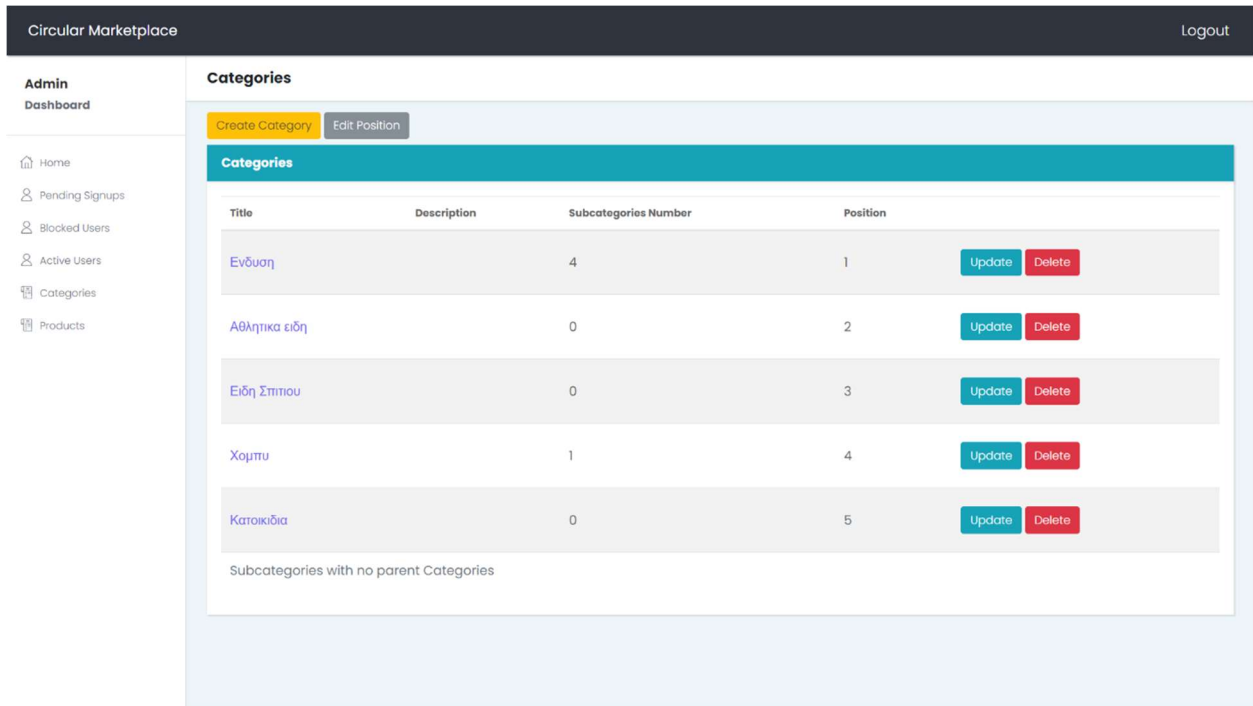 Circular Marketplace Logout
Admin
Dashboard
Home
Pending Signups
Blocked Users
Active Users
Categories
Products
Categories
Create Category Edit Position
Categories
Title Description Subcategories Number Position
Ενδυση 4 1 Update Delete
Αθλητικα ειδη 0 2 Update Delete
Ειδη Σπιτιου 0 3 Update Delete
Χομπυ 1 4 Update Delete
Κατοικιδια 0 5 Update Delete
Subcategories with no parent Categories